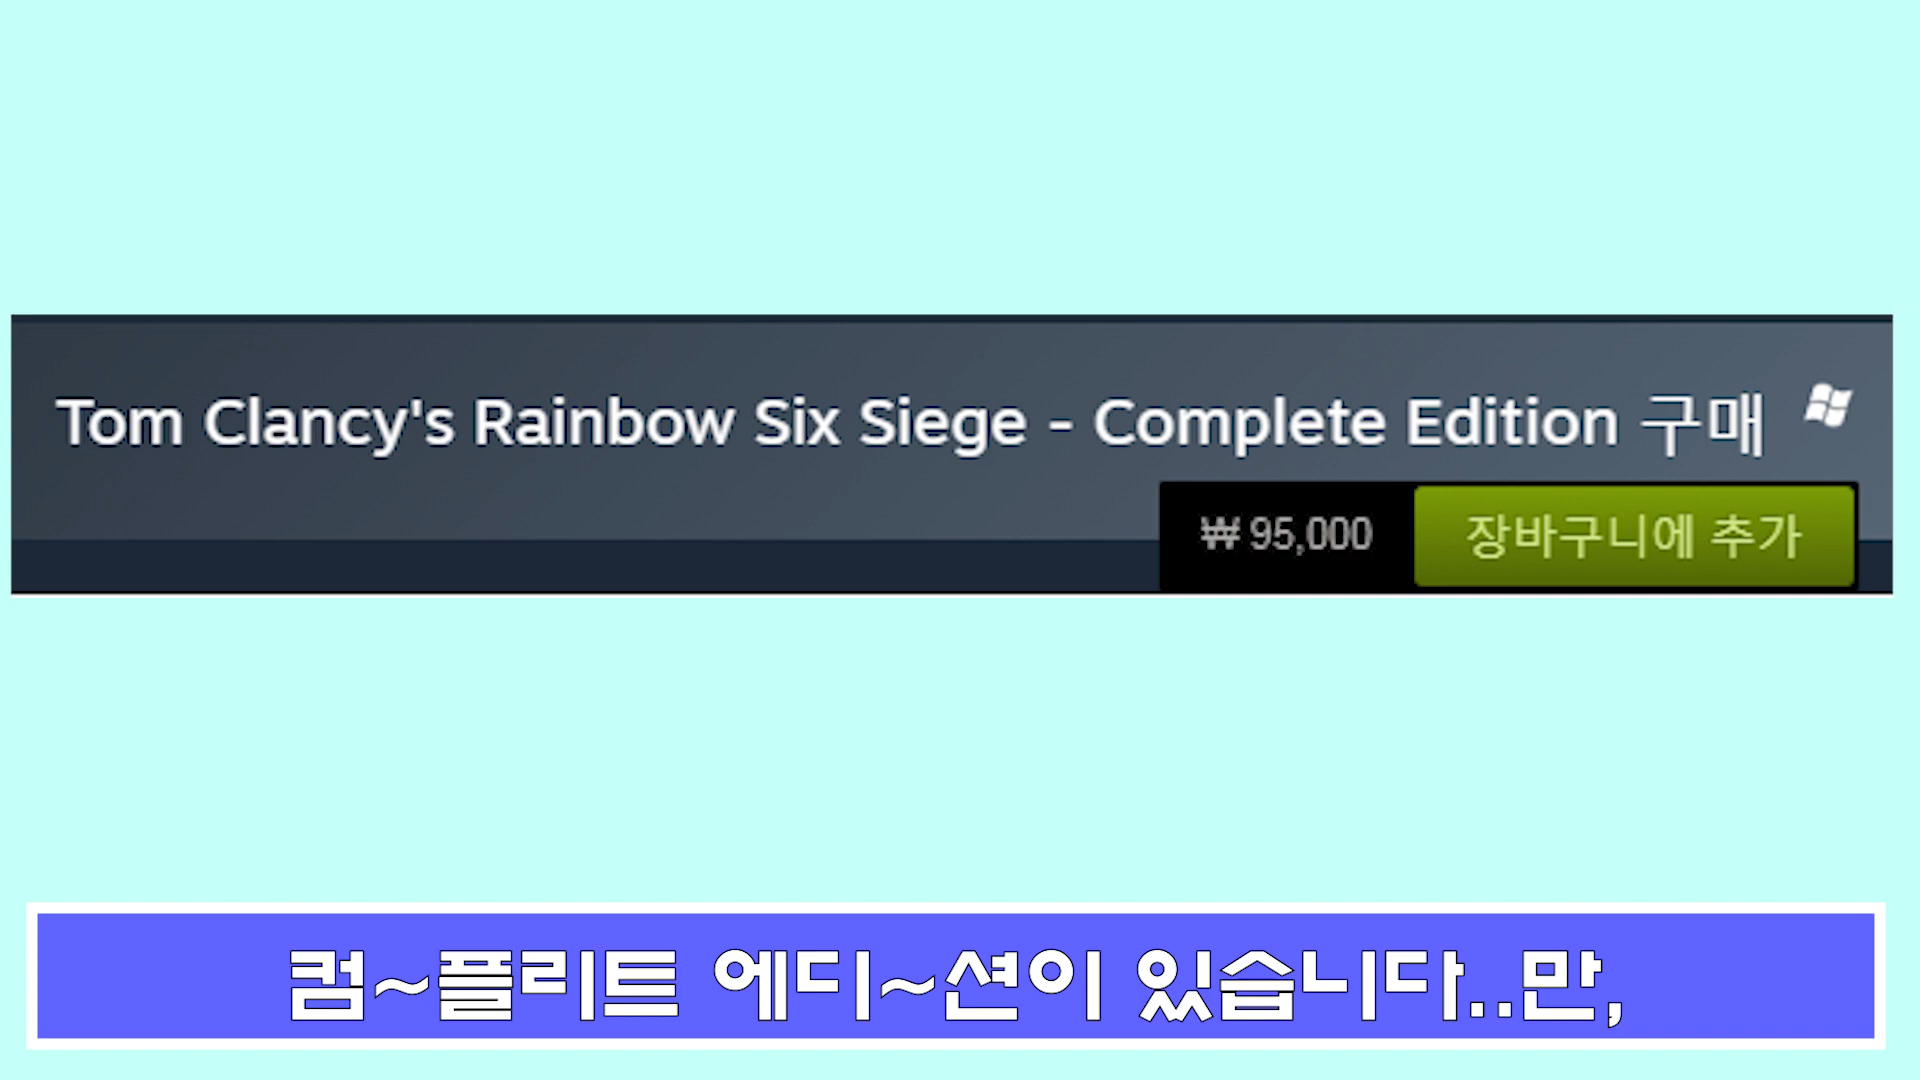 Tom Clancy's Rainbow Six Siege - Complete Edition 구매
₩ 95,000
장바구니에 추가
컴~플리트 에디~션이 있습니다..만,